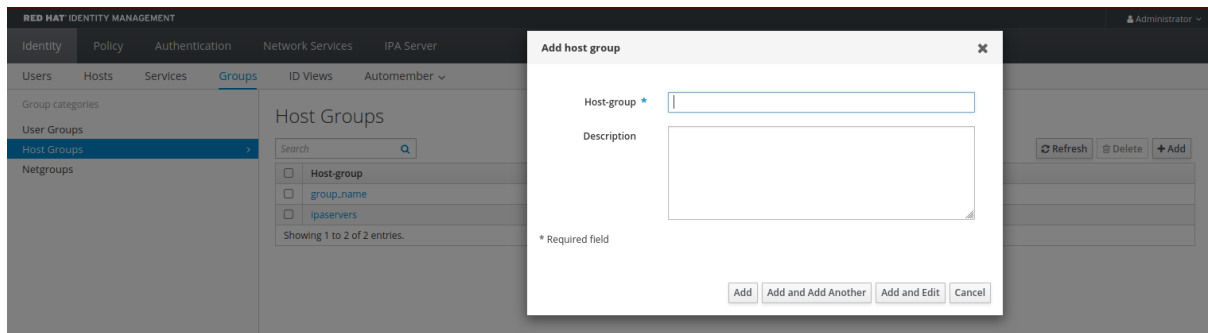 RED HAT IDENTITY MANAGEMENT
Administrator
Identity Policy Authentication Network Services IPA Server
Users Hosts Services Groups ID Views Automember
Group categories
User Groups
Host Groups
Netgroups
Host Groups
Search
Refresh Delete Add
Host-group
group_name
ipaservers
Showing 1 to 2 of 2 entries.
Add host group
Host-group *
Description
* Required field
Add Add and Add Another Add and Edit Cancel